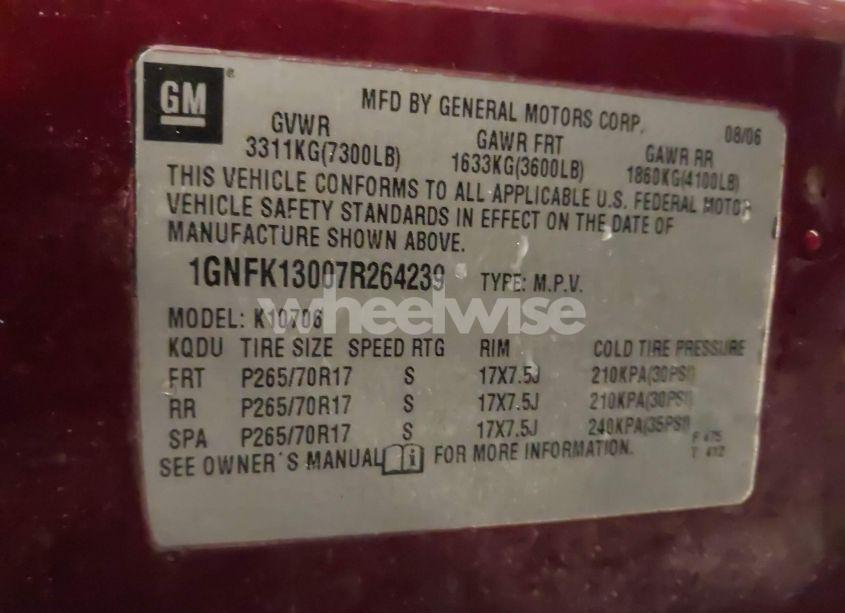 GM ®
MFD BY GENERAL MOTORS CORP. 08/06
GVWR GAWR FRT GAWR RR
3311KG(7300LB) 1633KG(3600LB) 1860KG(4100LB)
THIS VEHICLE CONFORMS TO ALL APPLICABLE U.S. FEDERAL MOTOR
VEHICLE SAFETY STANDARDS IN EFFECT ON THE DATE OF
MANUFACTURE SHOWN ABOVE.
1GNFK13007R264239 TYPE: M.P.V.
wheelwise
MODEL: K10706
KQDU TIRE SIZE SPEED RTG RIM COLD TIRE PRESSURE
FRT P265/70R17 S 17X7.5J 210KPA(30PSI)
RR P265/70R17 S 17X7.5J 210KPA(30PSI)
SPA P265/70R17 S 17X7.5J 240KPA(35PSI)
SEE OWNER'S MANUAL i FOR MORE INFORMATION.